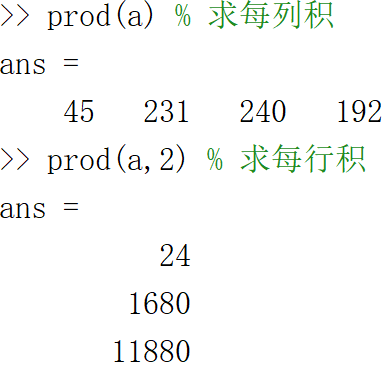 >> prod(a) % 求每列积
ans =
45 231 240 192
>> prod(a,2) % 求每行积
ans =
24
1680
11880